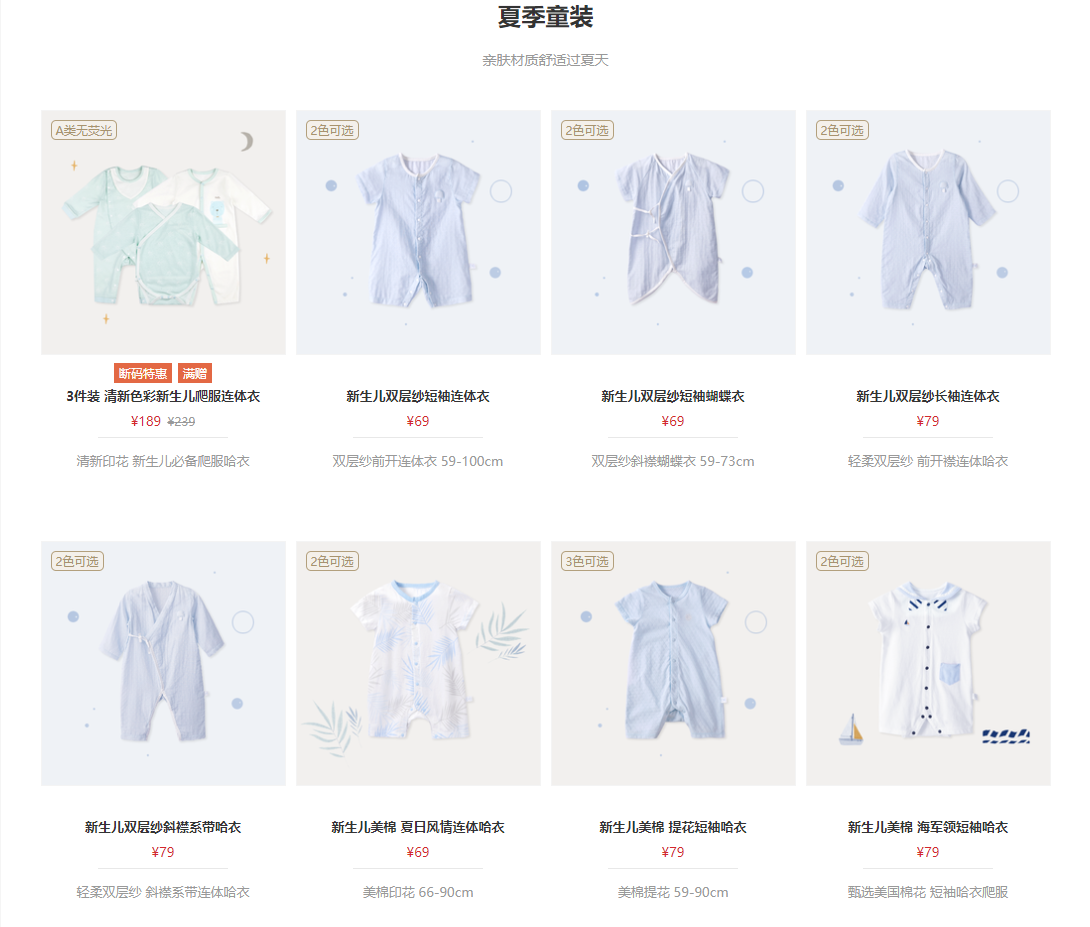 夏季童装
亲肤材质舒适过夏天
A类无荧光
2色可选
2色可选
2色可选
断码特惠 满赠
3件装 清新色彩新生儿爬服连体衣
¥189 ¥239
清新印花 新生儿必备爬服哈衣
新生儿双层纱短袖连体衣
¥69
双层纱前开连体衣 59-100cm
新生儿双层纱短袖蝴蝶衣
¥69
双层纱斜襟蝴蝶衣 59-73cm
新生儿双层纱长袖连体衣
¥79
轻柔双层纱 前开襟连体哈衣
2色可选
2色可选
3色可选
2色可选
新生儿双层纱斜襟系带哈衣
¥79
轻柔双层纱 斜襟系带连体哈衣
新生儿美棉 夏日风情连体哈衣
¥69
美棉印花 66-90cm
新生儿美棉 提花短袖哈衣
¥79
美棉提花 59-90cm
新生儿美棉 海军领短袖哈衣
¥79
甄选美国棉花 短袖哈衣爬服